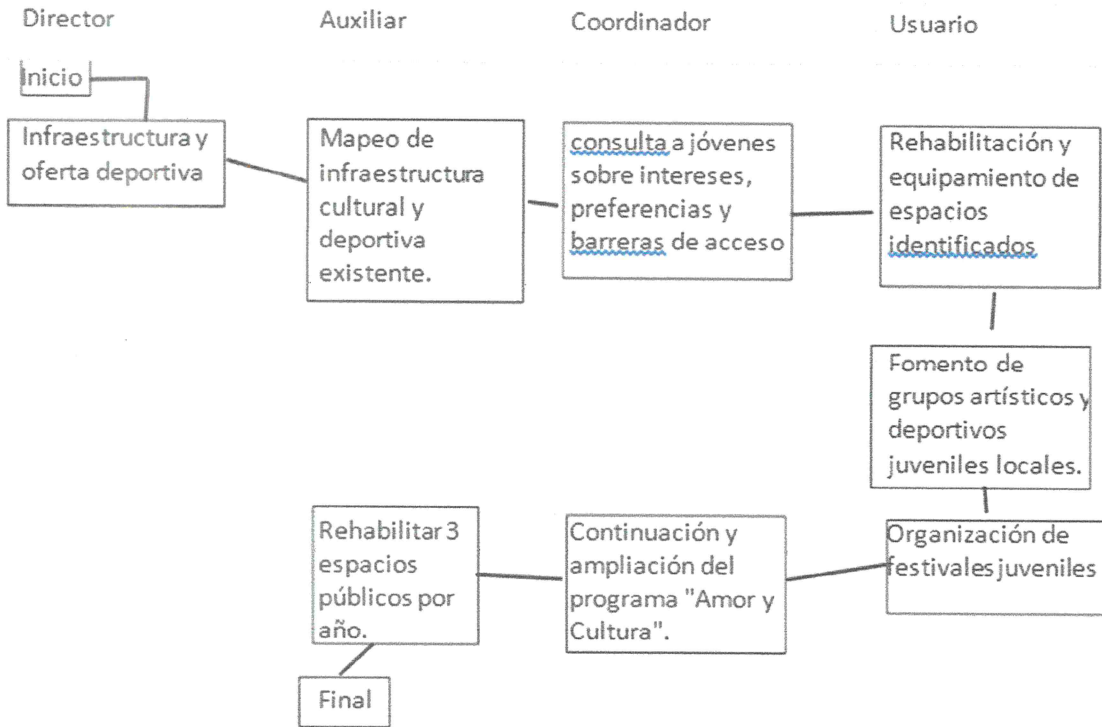 Director
Auxiliar
Coordinador
Usuario
Inicio
Infraestructura y
oferta deportiva
Mapeo de
infraestructura
cultural y
deportiva
existente.
consulta a jóvenes
sobre intereses,
preferencias y
barreras de acceso
Rehabilitación y
equipamiento de
espacios
identificados
Fomento de
grupos artísticos y
deportivos
juveniles locales.
Organización de
festivales juveniles
Continuación y
ampliación del
programa "Amor y
Cultura".
Rehabilitar 3
espacios
públicos por
año.
Final